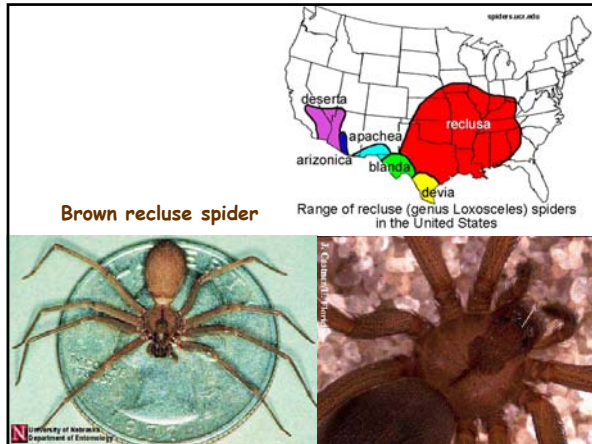 spiders.ucr.edu
deserta
apachea
reclusa
arizonica
blanda
devia
Brown recluse spider
Range of recluse (genus Loxosceles) spiders
in the United States
University of Nebraska
Department of Entomology